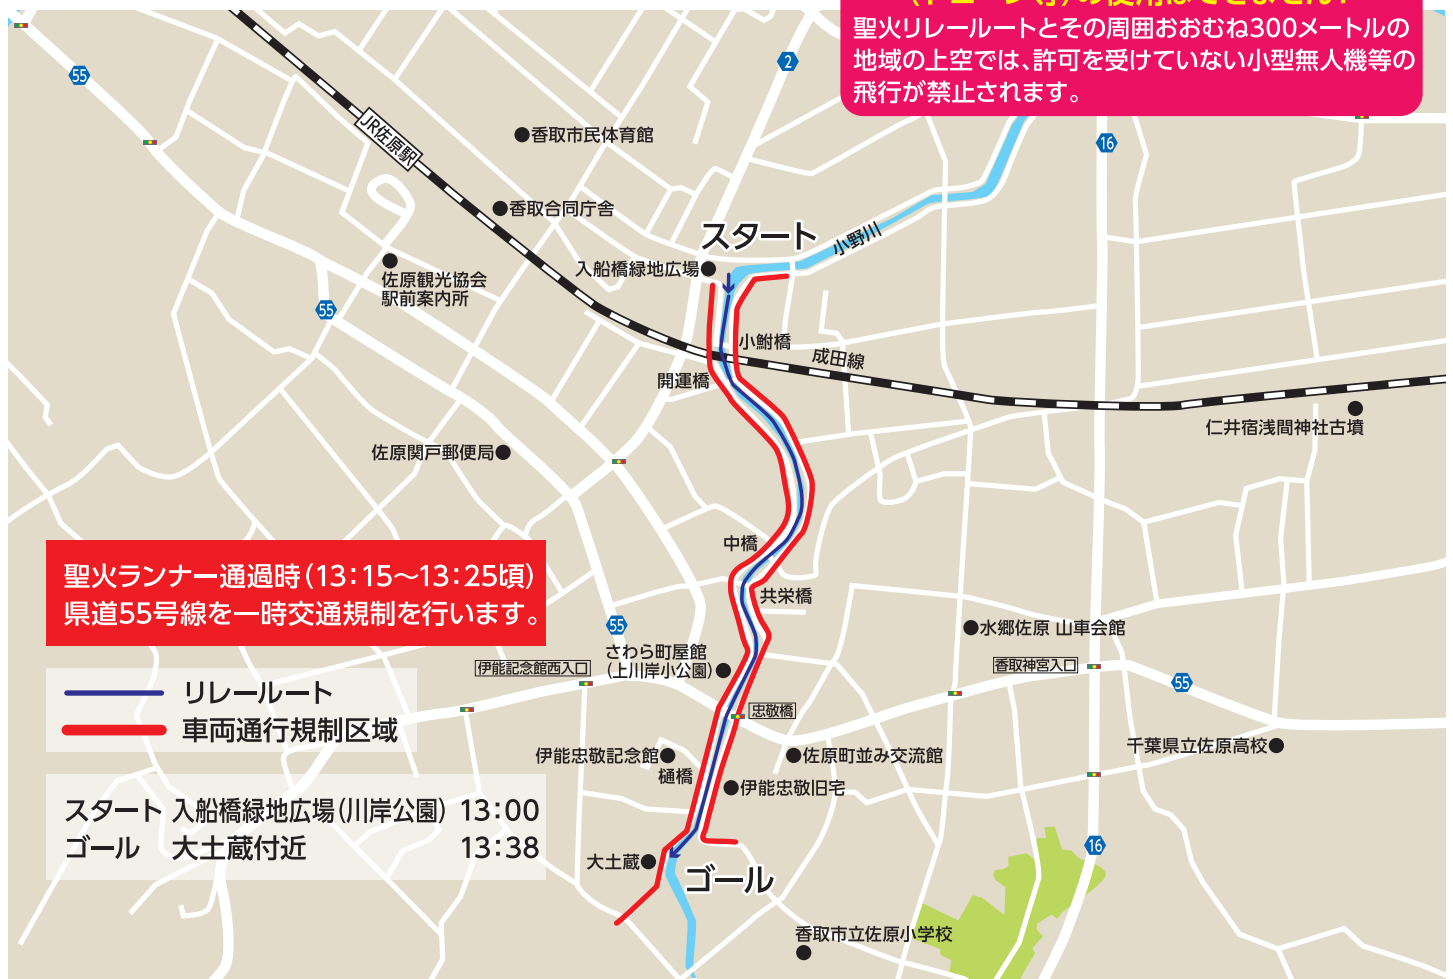 聖火リレールートとその周囲おおむね300メートルの
地域の上空では、許可を受けていない小型無人機等の
飛行が禁止されます。
55
2
16
JR佐原駅
香取市民体育館
香取合同庁舎
スタート
小野川
入船橋緑地広場
佐原観光協会
駅前案内所
55
小鮒橋
成田線
開運橋
仁井宿浅間神社古墳
佐原関戸郵便局
中橋
聖火ランナー通過時(13:15〜13:25頃)
県道55号線を一時交通規制を行います。
共栄橋
55
水郷佐原 山車会館
さわら町屋館
(上川岸小公園)
伊能記念館西入口
香取神宮入口
55
リレールート
車両通行規制区域
忠敬橋
伊能忠敬記念館
樋橋
佐原町並み交流館
千葉県立佐原高校
伊能忠敬旧宅
スタート 入船橋緑地広場(川岸公園) 13:00
ゴール 大土蔵付近 13:38
16
大土蔵
ゴール
香取市立佐原小学校